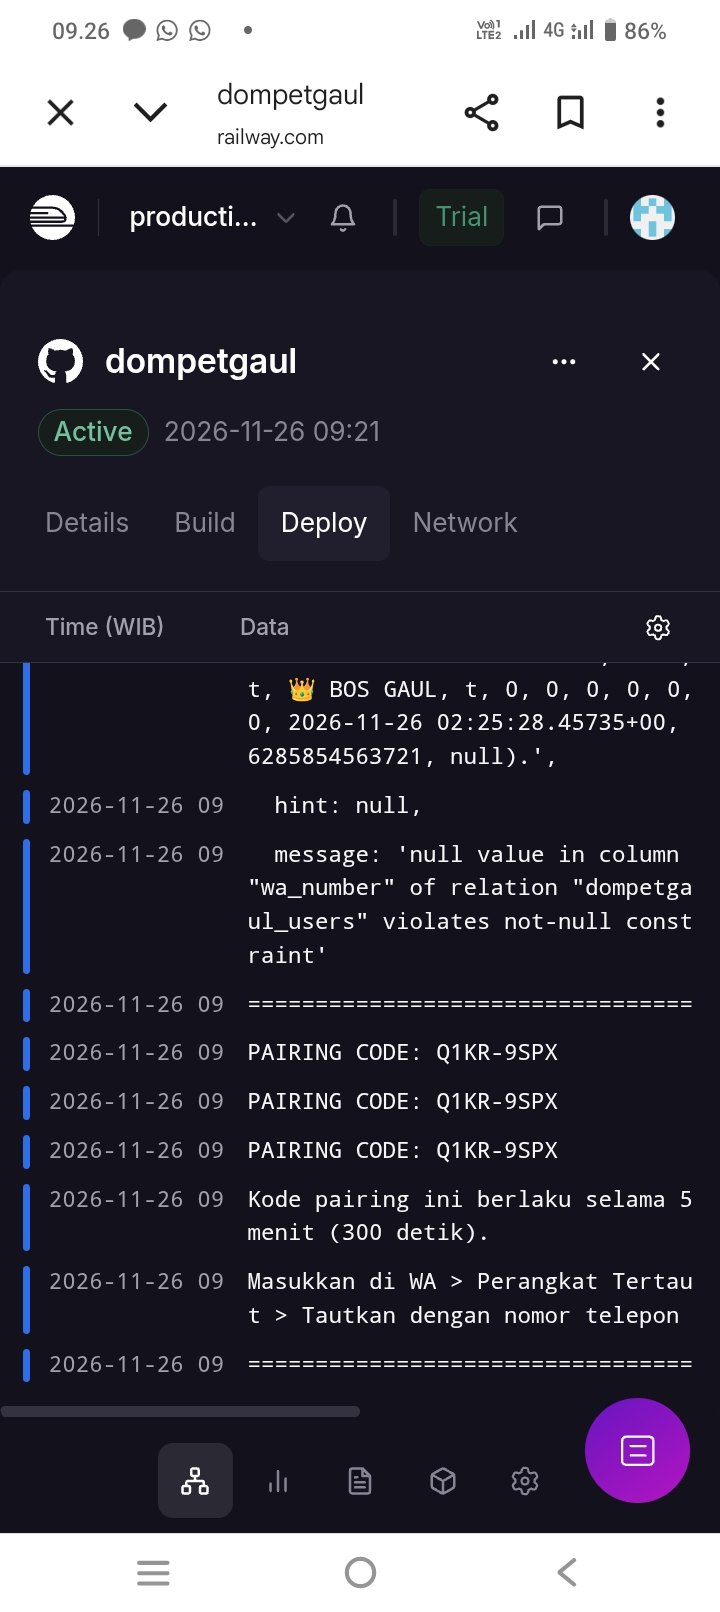 09.26
Vo)) 1
LTE2
4G
86%
dompetgaul
railway.com
producti...
Trial
dompetgaul
Active 2026-11-26 09:21
Details Build Deploy Network
Time (WIB) Data
t, 👑 BOS GAUL, t, 0, 0, 0, 0, 0,
0, 2026-11-26 02:25:28.45735+00,
6285854563721, null).',
2026-11-26 09 hint: null,
2026-11-26 09 message: 'null value in column
"wa_number" of relation "dompetga
ul_users" violates not-null const
raint'
2026-11-26 09 =================================
2026-11-26 09 PAIRING CODE: Q1KR-9SPX
2026-11-26 09 PAIRING CODE: Q1KR-9SPX
2026-11-26 09 PAIRING CODE: Q1KR-9SPX
2026-11-26 09 Kode pairing ini berlaku selama 5
menit (300 detik).
2026-11-26 09 Masukkan di WA > Perangkat Tertau
t > Tautkan dengan nomor telepon
2026-11-26 09 =================================